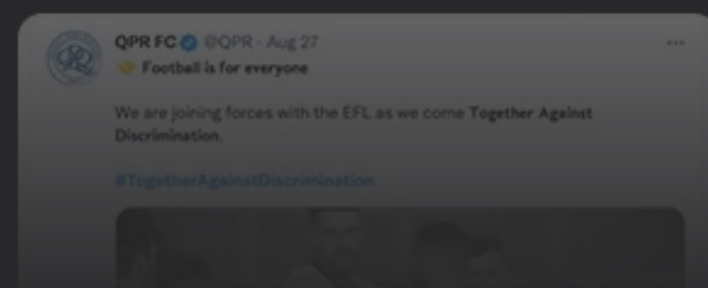 QPR FC @QPR · Aug 27
Football is for everyone
We are joining forces with the EFL as we come Together Against
Discrimination.
#TogetherAgainstDiscrimination